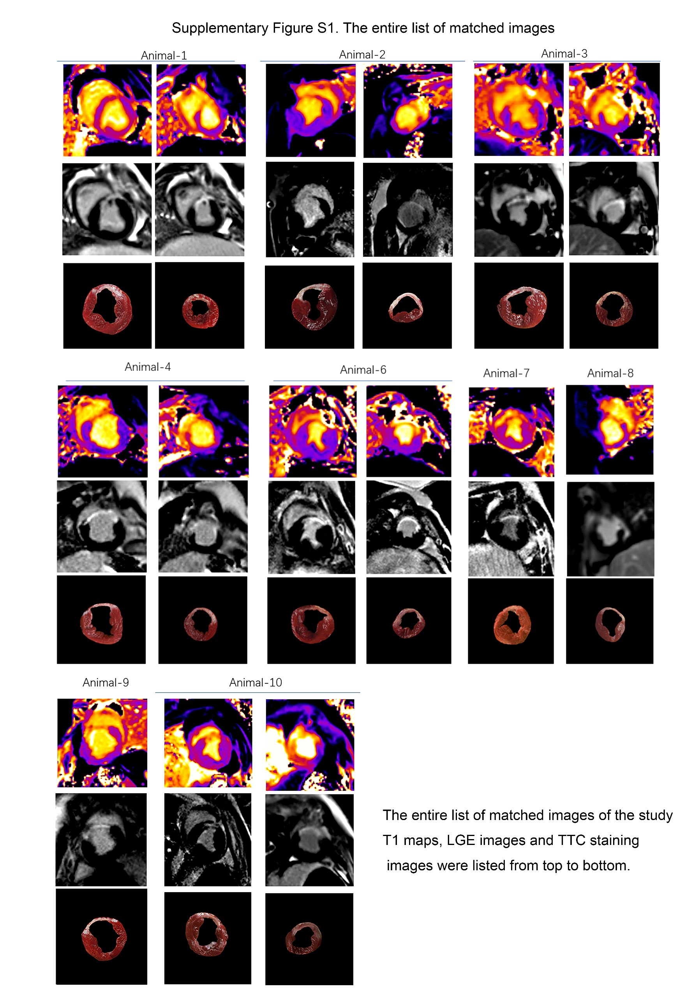 Supplementary Figure S1. The entire list of matched images
Animal-1
Animal-2
Animal-3
Animal-4
Animal-6
Animal-7
Animal-8
Animal-9
Animal-10
The entire list of matched images of the study
T1 maps, LGE images and TTC staining
images were listed from top to bottom.